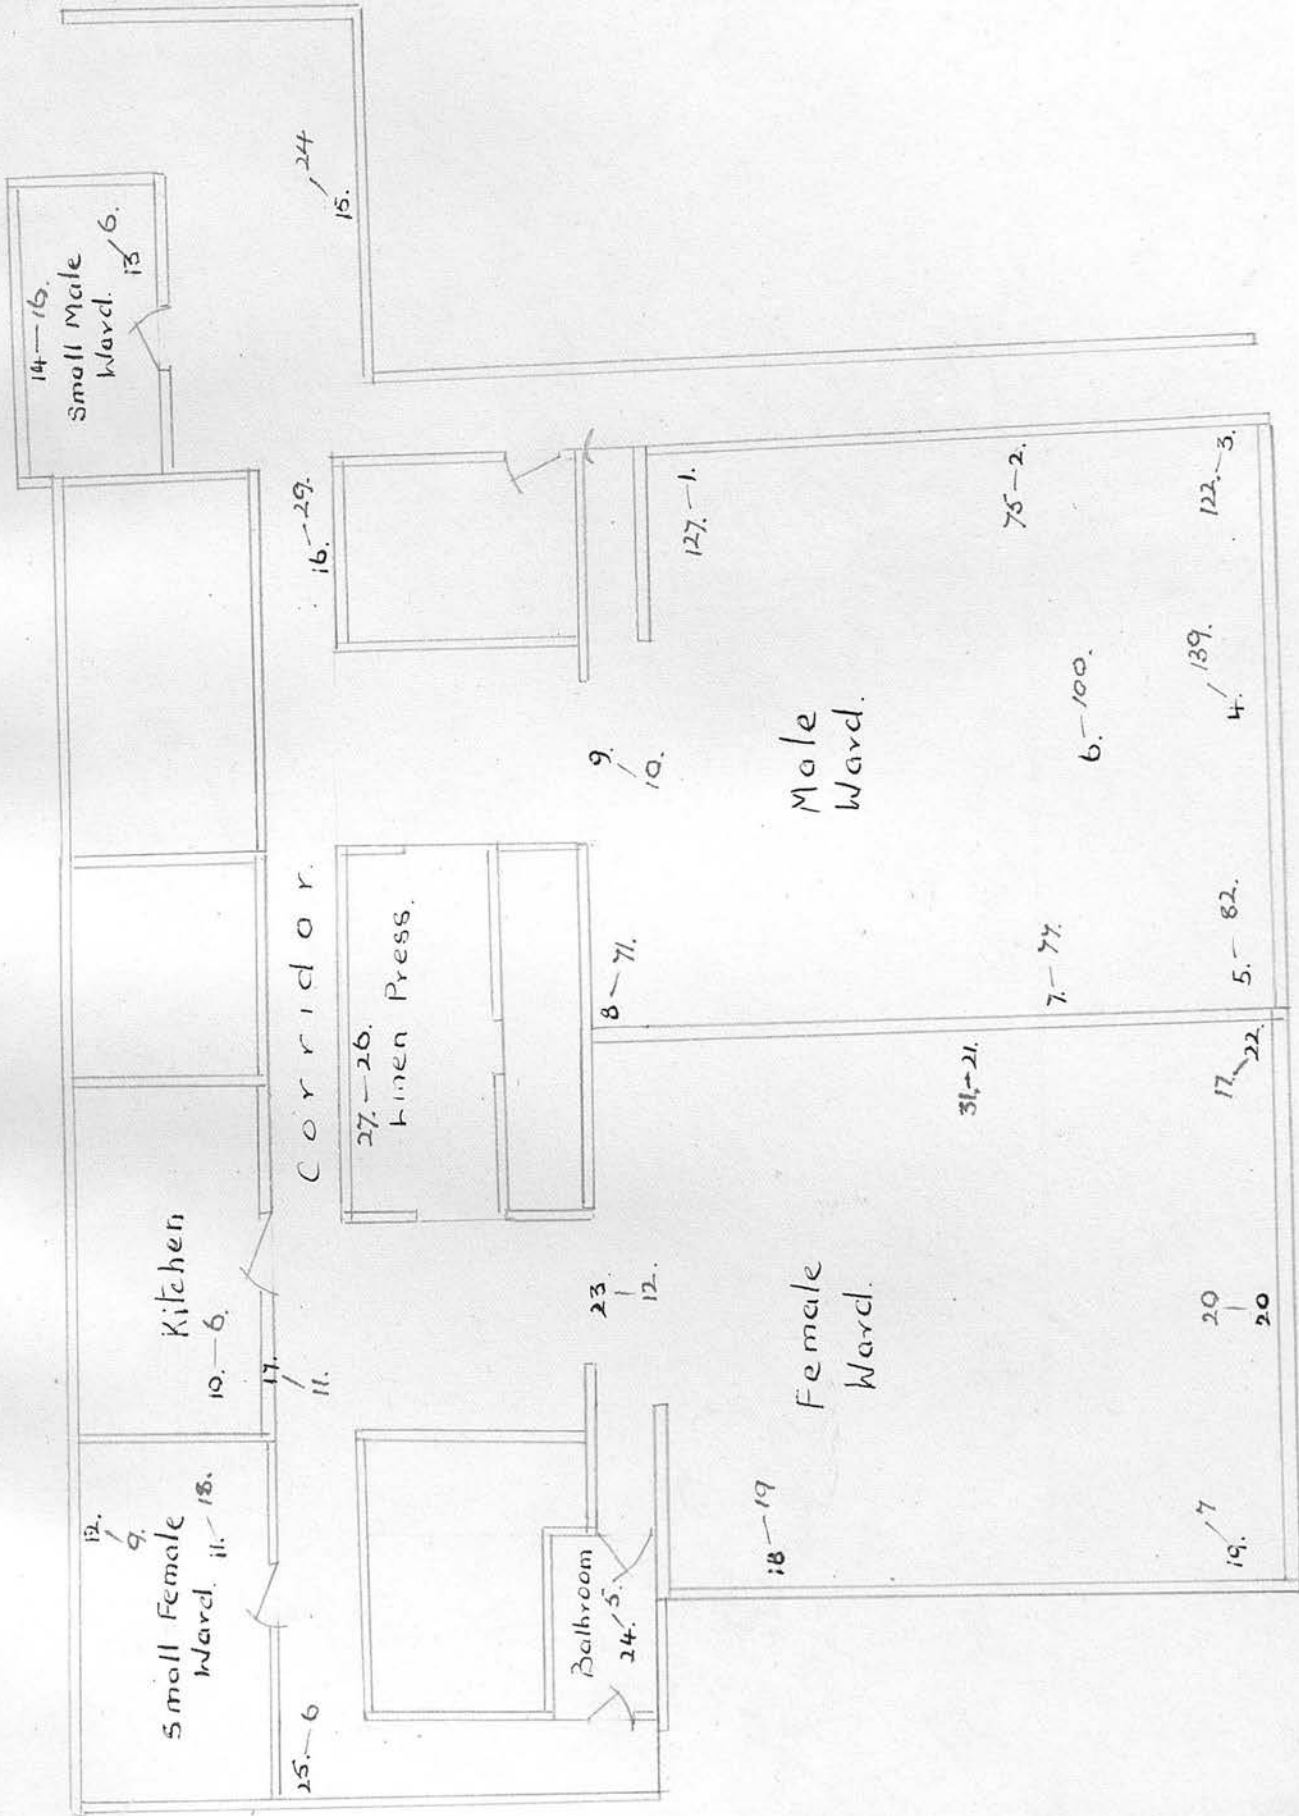 12.
/
9.
Small Female
Ward. 11.—18.
Kitchen
10.—6.
17.
/
11.
25.—6
Corridor.
27.—26.
Linen Press.
16.—29.
14—16.
Small Male
Ward.
13/6.
15./24
Bathroom
24./5.
23
|
12.
Female
Ward.
18—19
19./7
20
|
20
17.\22.
31.—21.
8—71.
9.
/
10.
Male
Ward.
127.—1.
75—2.
122.—3.
4./139.
6.—100.
7.—77.
5.—82.